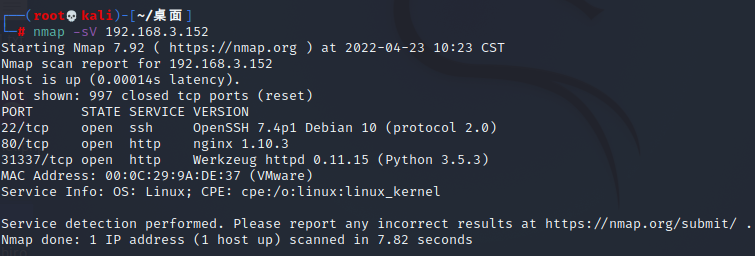 ┌──(root💀kali)-[~/桌面]
└─# nmap -sV 192.168.3.152
Starting Nmap 7.92 ( https://nmap.org ) at 2022-04-23 10:23 CST
Nmap scan report for 192.168.3.152
Host is up (0.00014s latency).
Not shown: 997 closed tcp ports (reset)
PORT      STATE SERVICE VERSION
22/tcp    open  ssh     OpenSSH 7.4p1 Debian 10 (protocol 2.0)
80/tcp    open  http    nginx 1.10.3
31337/tcp open  http    Werkzeug httpd 0.11.15 (Python 3.5.3)
MAC Address: 00:0C:29:9A:DE:37 (VMware)
Service Info: OS: Linux; CPE: cpe:/o:linux:linux_kernel

Service detection performed. Please report any incorrect results at https://nmap.org/submit/ .
Nmap done: 1 IP address (1 host up) scanned in 7.82 seconds